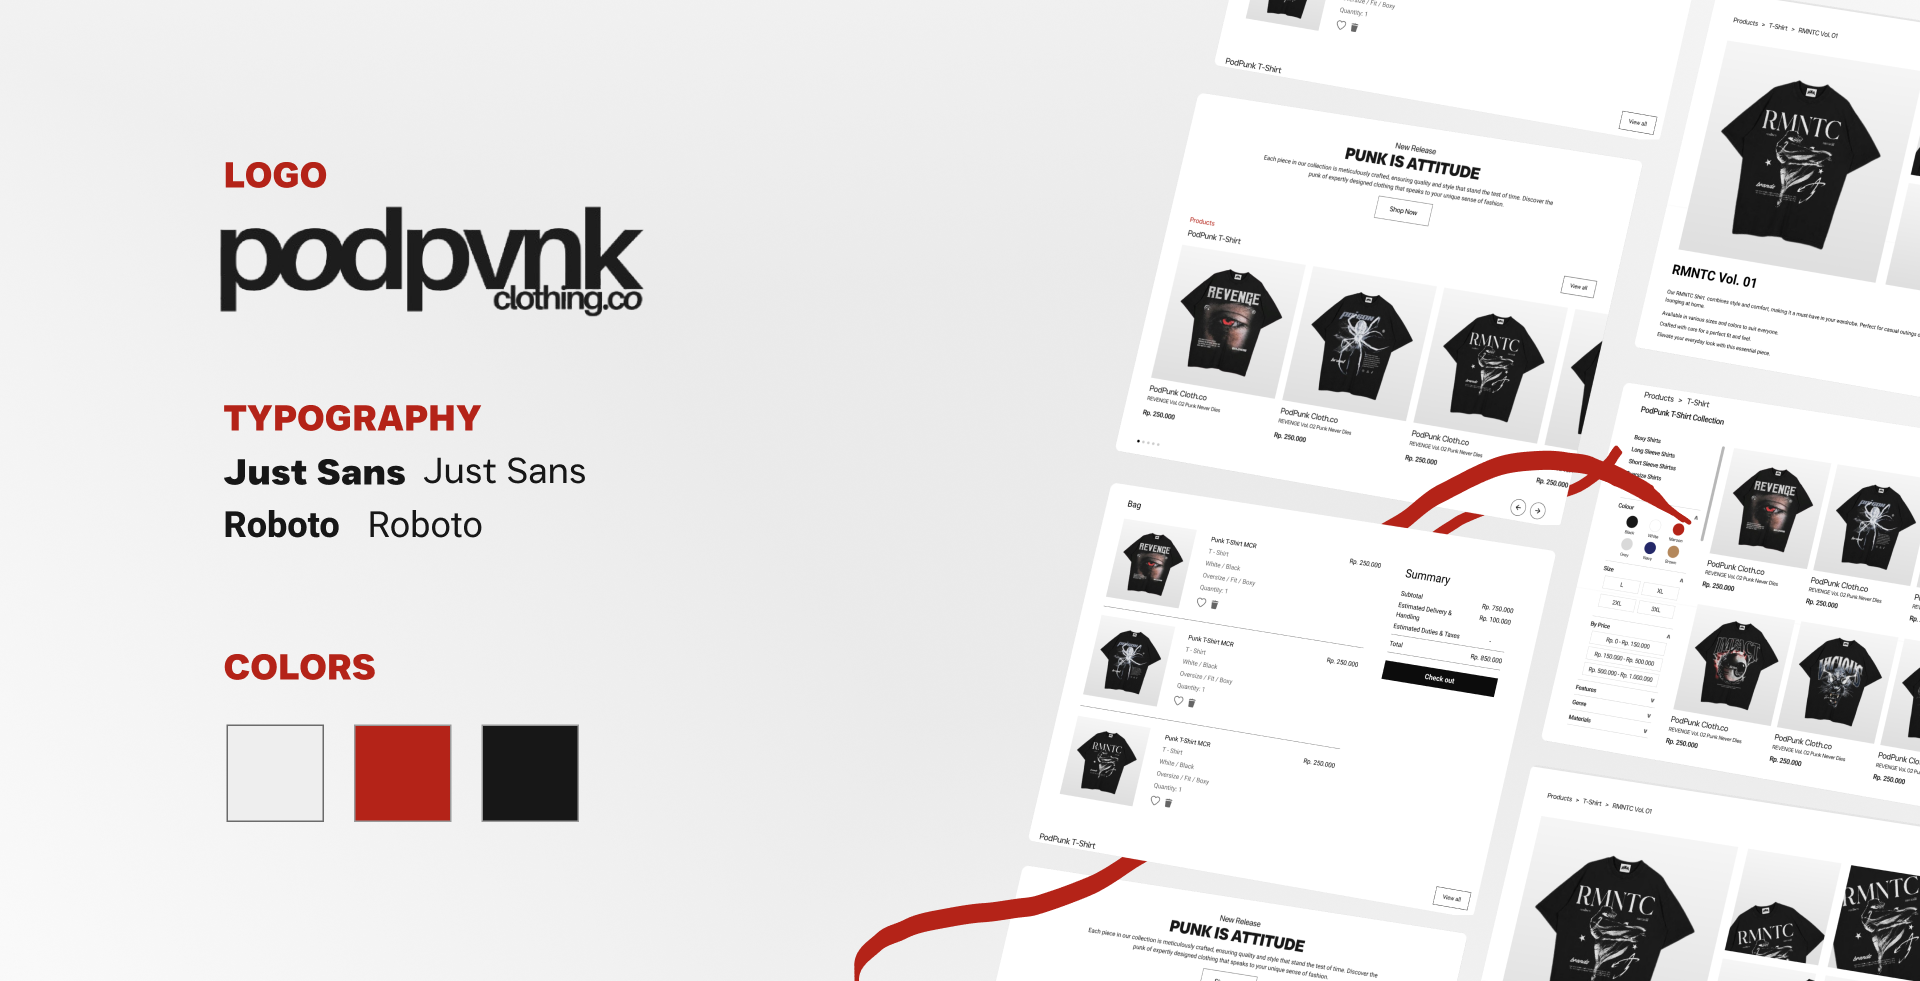 LOGO
podpvnk
clothing.co
TYPOGRAPHY
Just Sans Just Sans
Roboto Roboto
COLORS
Quantity: 1
PodPunk T-Shirt
View all
New Release
PUNK IS ATTITUDE
Each piece in our collection is meticulously crafted, ensuring quality and style that stand the test of time. Discover the
punk of expertly designed clothing that speaks to your unique sense of fashion.
Shop Now
Products
PodPunk T-Shirt
View all
REVENGE
POISON
RMNTC
PodPunk Cloth.co
REVENGE Vol. 02 Punk Never Dies
Rp. 250.000
PodPunk Cloth.co
REVENGE Vol. 02 Punk Never Dies
Rp. 250.000
PodPunk Cloth.co
REVENGE Vol. 02 Punk Never Dies
Rp. 250.000
Rp. 250.000
Bag
REVENGE
Punk T-Shirt MCR
T - Shirt
White / Black
Oversize / Fit / Boxy
Quantity: 1
Rp. 250.000
Punk T-Shirt MCR
T - Shirt
White / Black
Oversize / Fit / Boxy
Quantity: 1
Rp. 250.000
RMNTC
Punk T-Shirt MCR
T - Shirt
White / Black
Oversize / Fit / Boxy
Quantity: 1
Rp. 250.000
Summary
Subtotal Rp. 750.000
Estimated Delivery &
Handling Rp. 100.000
Estimated Duties & Taxes -
Total Rp. 850.000
Check out
PodPunk T-Shirt
View all
New Release
PUNK IS ATTITUDE
Each piece in our collection is meticulously crafted, ensuring quality and style that stand the test of time. Discover the
punk of expertly designed clothing that speaks to your unique sense of fashion.
Products > T-Shirt > RMNTC Vol. 01
RMNTC
brande
RMNTC Vol. 01
Our RMNTC Shirt combines style and comfort, making it a must-have in your wardrobe. Perfect for casual outings
lounging at home.
Available in various sizes and colors to suit everyone.
Crafted with care for a perfect fit and feel.
Elevate your everyday look with this essential piece.
Products > T-Shirt
PodPunk T-Shirt Collection
Boxy Shirts
Long Sleeve Shirts
Short Sleeve Shirtss
Shirts
Colour
Black White Maroon
Grey Navy Brown
Size
L XL
2XL 3XL
By Price
Rp. 0 - Rp. 150.000
Rp. 150.000 - Rp. 500.000
Rp. 500.000 - Rp. 1.000.000
Features
Genre
Materials
REVENGE
PodPunk Cloth.co
REVENGE Vol. 02 Punk Never Dies
Rp. 250.000
PodPunk Cloth.co
REVENGE Vol. 02 Punk Never Dies
Rp. 250.000
IMPACT
VICIOUS
PodPunk Cloth.co
REVENGE Vol. 02 Punk Never Dies
Rp. 250.000
PodPunk Cloth.co
REVENGE Vol. 02 Punk Never Dies
Rp. 250.000
PodPunk Clo
REVENGE Vol. 02 Pu
Rp. 250.000
Products > T-Shirt > RMNTC Vol. 01
RMNTC
brande
RMNTC
RMNTC